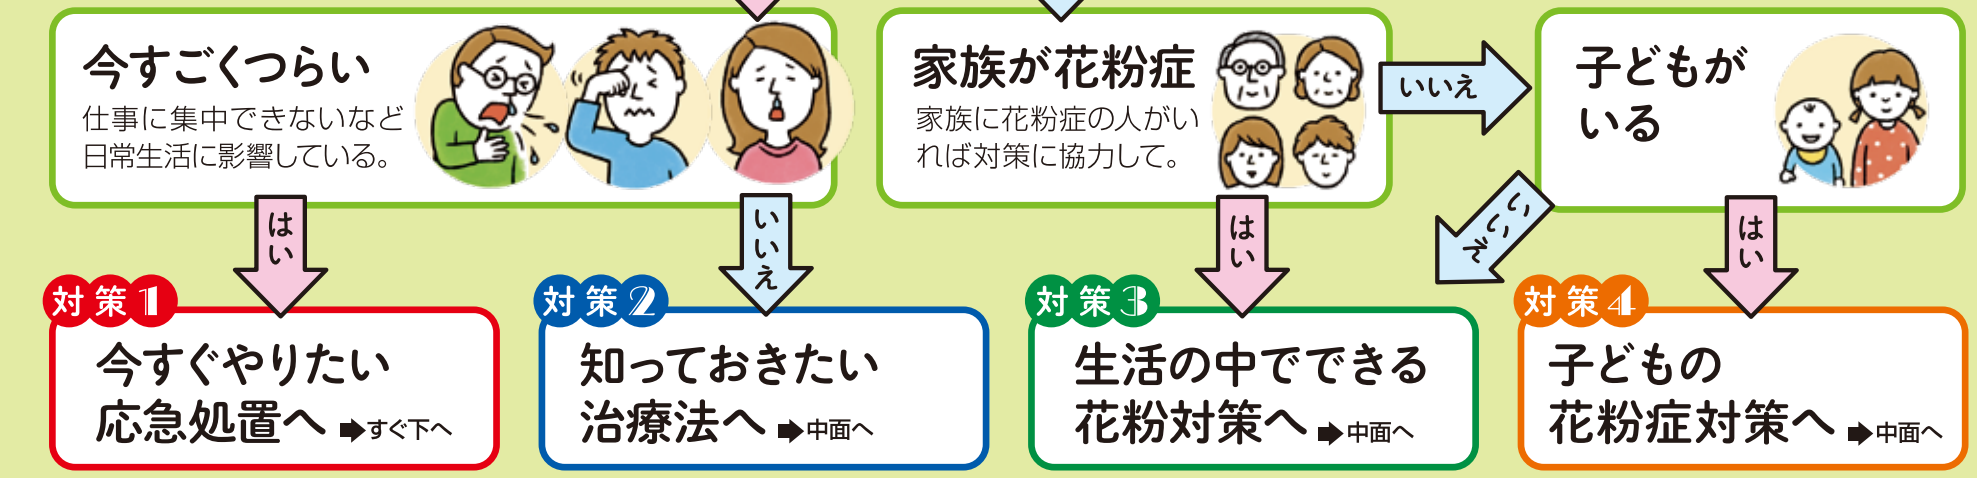 今すごくつらい
仕事に集中できないなど
日常生活に影響している。
家族が花粉症
家族に花粉症の人がい
れば対策に協力して。
いいえ
子どもが
いる
はい
いいえ
はい
いいえ
はい
対策1
今すぐやりたい
応急処置へ ➡すぐ下へ
対策2
知っておきたい
治療法へ ➡中面へ
対策3
生活の中でできる
花粉対策へ ➡中面へ
対策4
子どもの
花粉症対策へ ➡中面へ